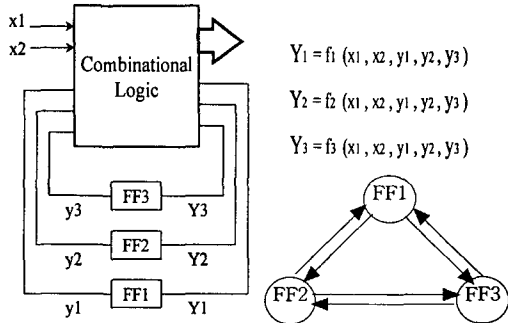 x1
x2
Combinational
Logic
Y1 = f1 (x1, x2, y1, y2, y3)
Y2 = f2 (x1, x2, y1, y2, y3)
Y3 = f3 (x1, x2, y1, y2, y3)
y3 FF3 Y3
y2 FF2 Y2
y1 FF1 Y1
FF1
FF2 FF3